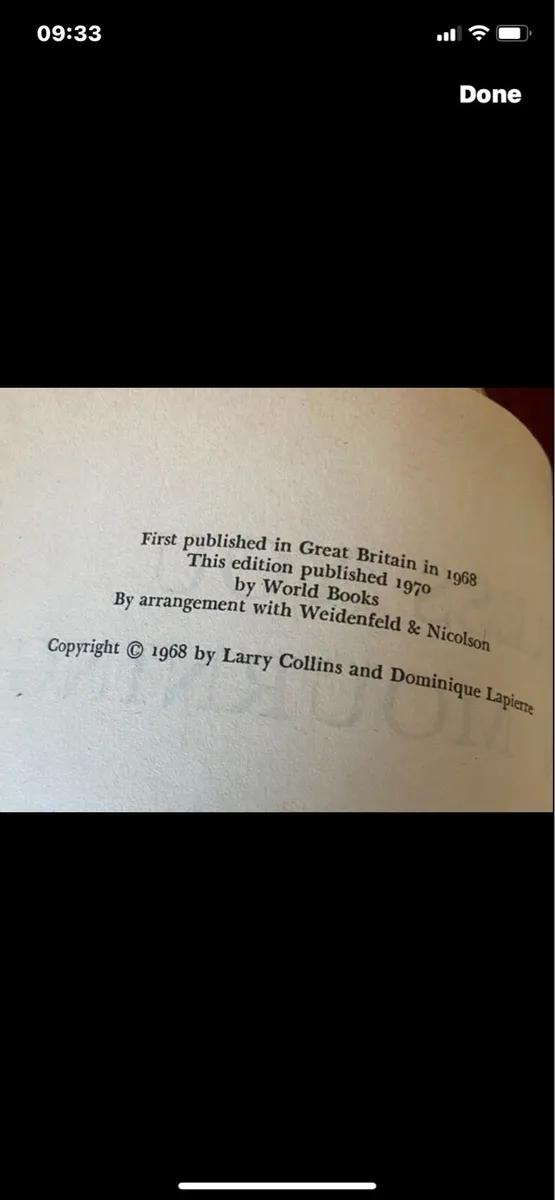 09:33
Done
First published in Great Britain in 1968
This edition published 1970
by World Books
By arrangement with Weidenfeld & Nicolson
Copyright © 1968 by Larry Collins and Dominique Lapierre